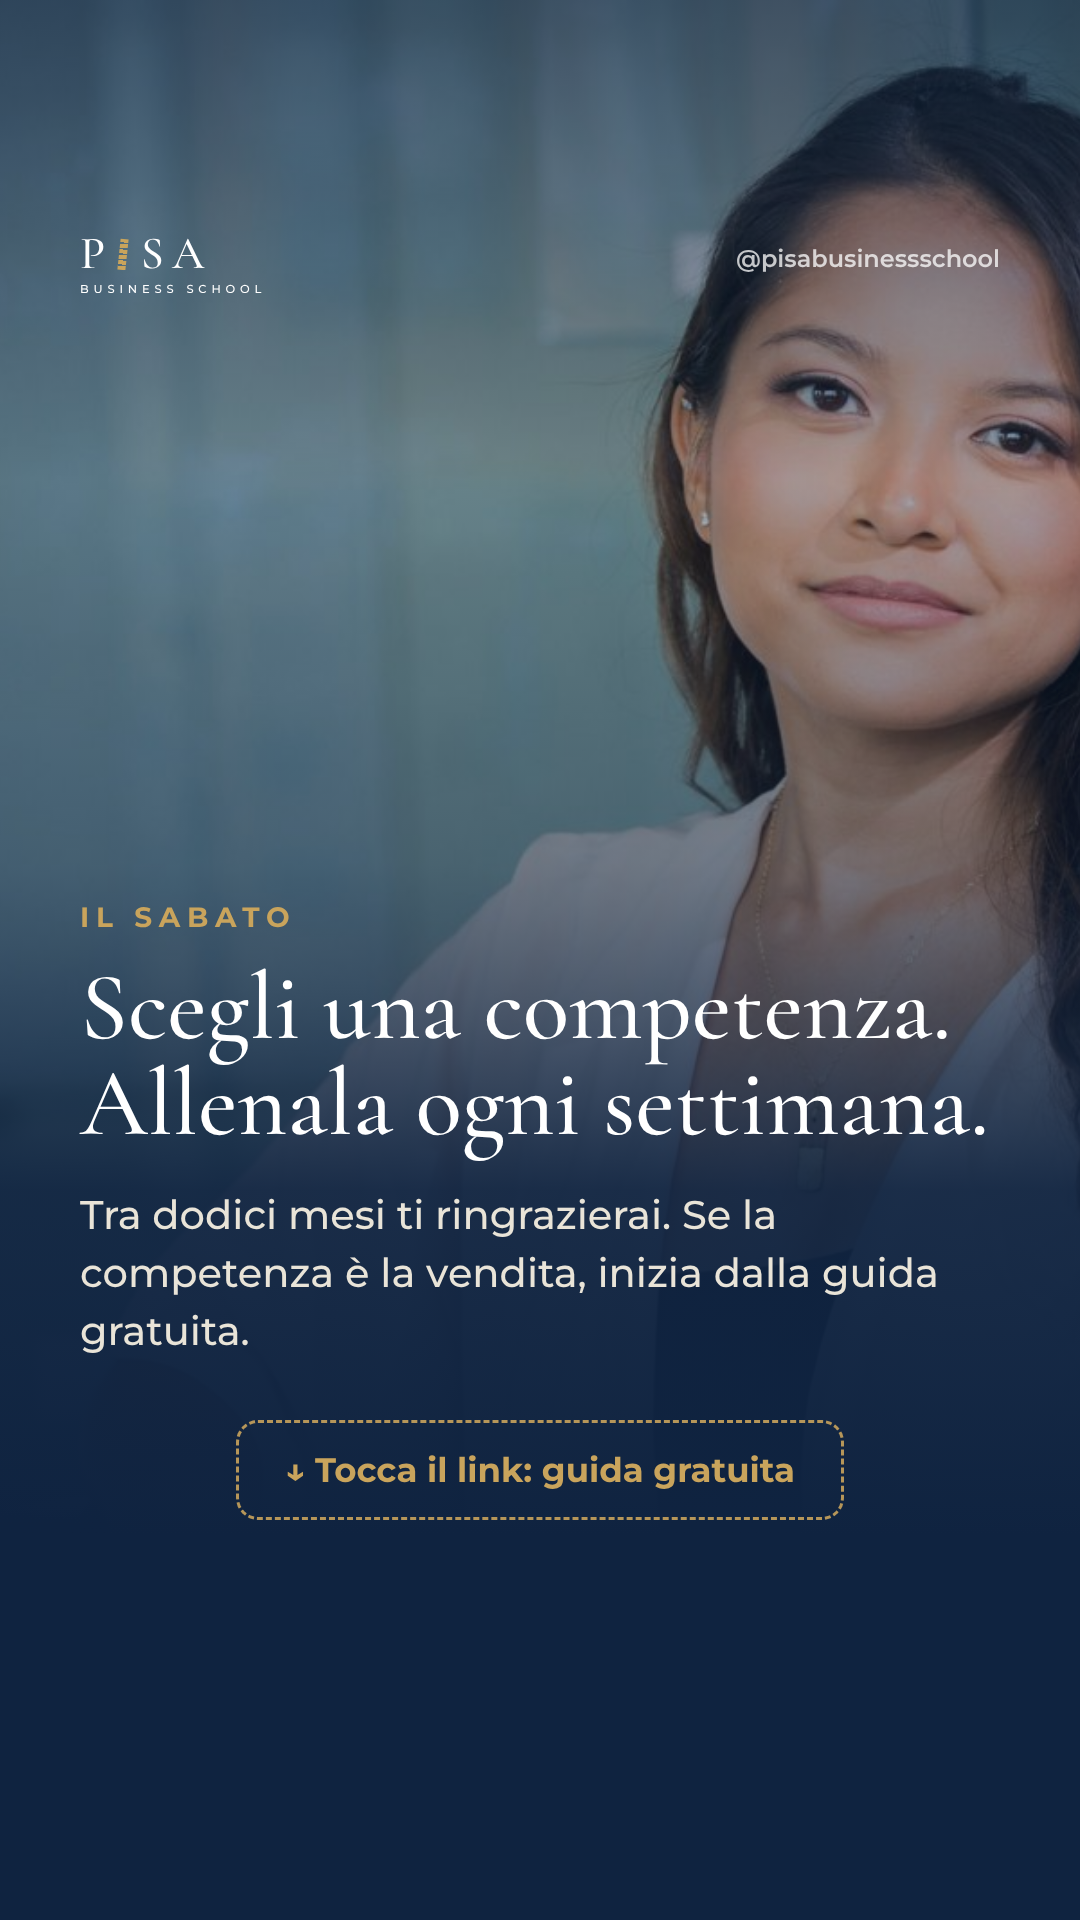 PISA
BUSINESS SCHOOL
@pisabusinessschool
IL SABATO
Scegli una competenza.
Allenala ogni settimana.
Tra dodici mesi ti ringrazierai. Se la
competenza è la vendita, inizia dalla guida
gratuita.
↓ Tocca il link: guida gratuita